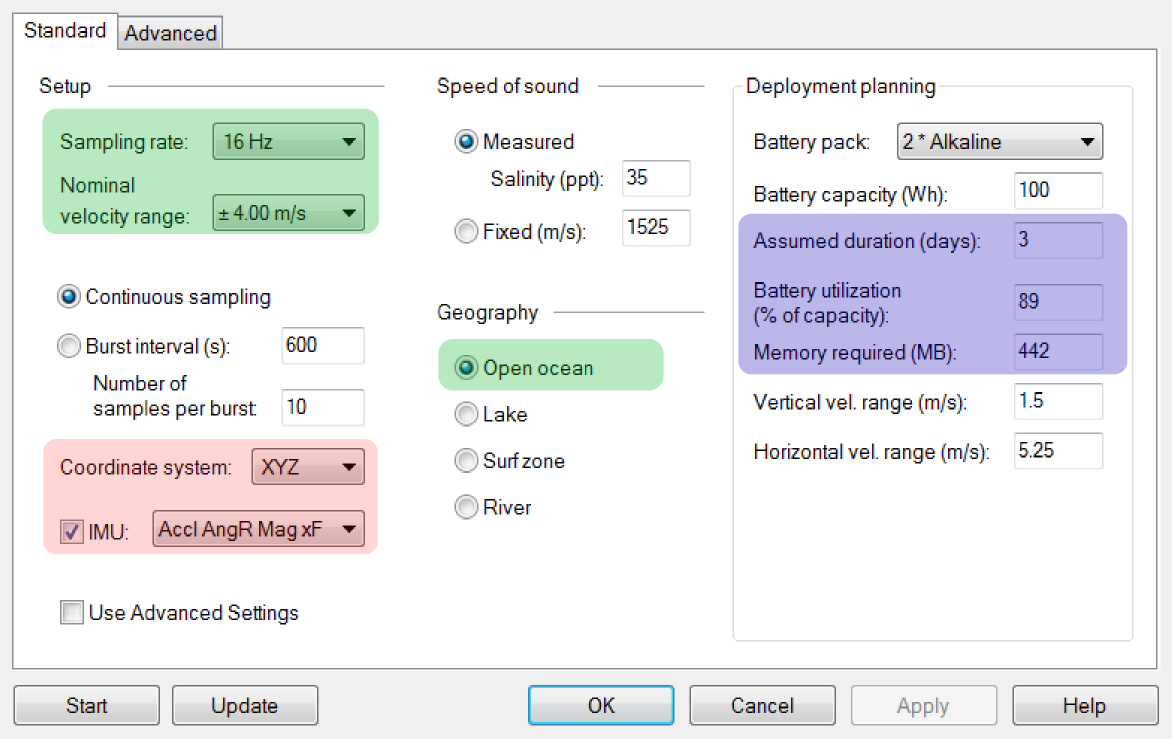 Standard
Advanced
Setup
Sampling rate:
16 Hz
Nominal
velocity range:
± 4.00 m/s
Continuous sampling
Burst interval (s):
600
Number of
samples per burst:
10
Coordinate system:
XYZ
IMU:
Accl AngR Mag xF
Use Advanced Settings
Speed of sound
Measured
Salinity (ppt):
35
Fixed (m/s):
1525
Geography
Open ocean
Lake
Surf zone
River
Deployment planning
Battery pack:
2 * Alkaline
Battery capacity (Wh):
100
Assumed duration (days):
3
Battery utilization
(% of capacity):
89
Memory required (MB):
442
Vertical vel. range (m/s):
1.5
Horizontal vel. range (m/s):
5.25
Start
Update
OK
Cancel
Apply
Help